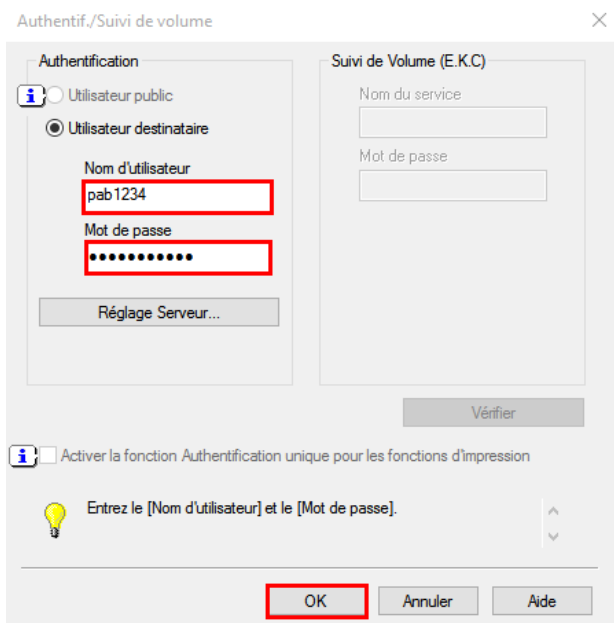 Authentif./Suivi de volume
Authentification
Utilisateur public
Utilisateur destinataire
Nom d'utilisateur
pab1234
Mot de passe
●●●●●●●●●●●
Réglage Serveur...
Suivi de Volume (E.K.C)
Nom du service
Mot de passe
Vérifier
Activer la fonction Authentification unique pour les fonctions d'impression
Entrez le [Nom d'utilisateur] et le [Mot de passe].
OK
Annuler
Aide